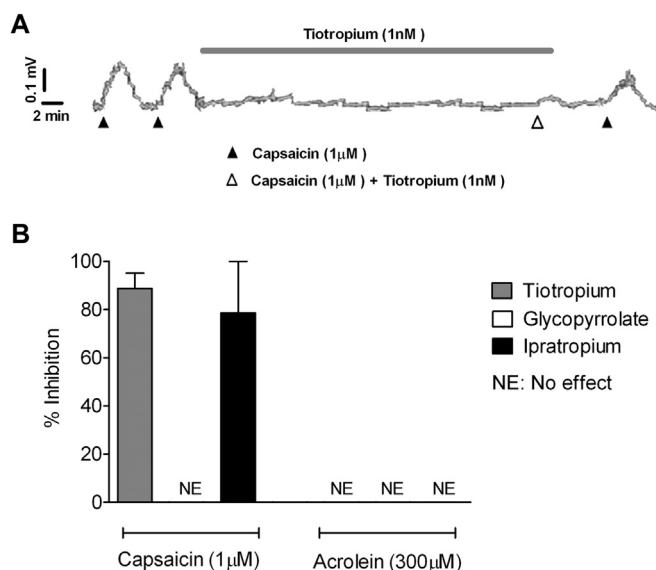 A
Tiotropium (1nM)
0.1 mV
2 min
▲ Capsaicin (1μM)
△ Capsaicin (1μM) + Tiotropium (1nM)
B
% Inhibition
100
80
60
40
20
0
NE
NE NE NE
Capsaicin (1μM) Acrolein (300μM)
Tiotropium
Glycopyrrolate
Ipratropium
NE: No effect